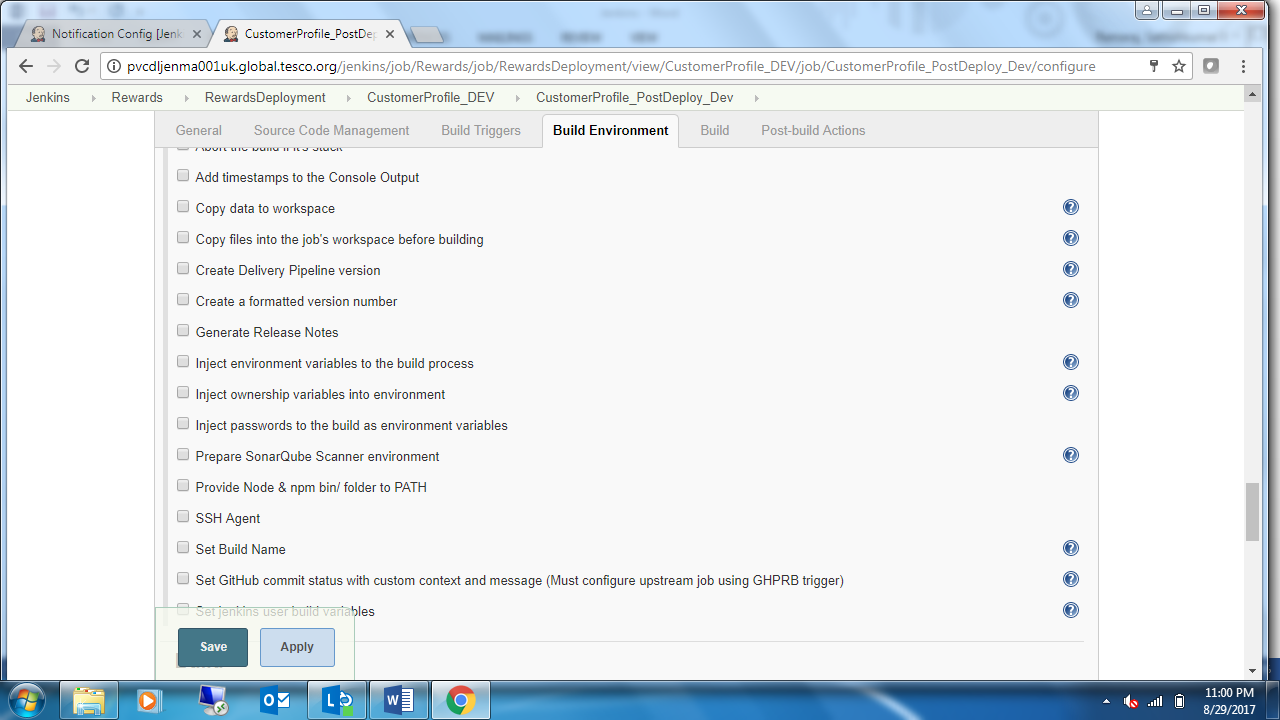 Notification Config [Jenk
CustomerProfile_PostDep
pvcdljenma001uk.global.tesco.org/jenkins/job/Rewards/job/RewardsDeployment/view/CustomerProfile_DEV/job/CustomerProfile_PostDeploy_Dev/configure
Jenkins Rewards RewardsDeployment CustomerProfile_DEV CustomerProfile_PostDeploy_Dev
General Source Code Management Build Triggers Build Environment Build Post-build Actions
Abort the build if it's stuck
Add timestamps to the Console Output
Copy data to workspace
Copy files into the job's workspace before building
Create Delivery Pipeline version
Create a formatted version number
Generate Release Notes
Inject environment variables to the build process
Inject ownership variables into environment
Inject passwords to the build as environment variables
Prepare SonarQube Scanner environment
Provide Node & npm bin/ folder to PATH
SSH Agent
Set Build Name
Set GitHub commit status with custom context and message (Must configure upstream job using GHPRB trigger)
Set jenkins user build variables
Save Apply
11:00 PM
8/29/2017